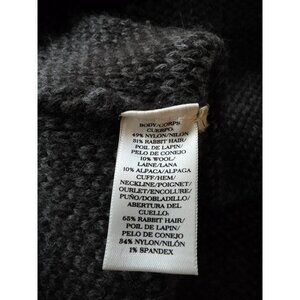 BODY/CORPS/
CUERPO:
49% NYLON/NILÓN
31% RABBIT HAIR/
POIL DE LAPIN/
PELO DE CONEJO
10% WOOL/
LAINE/LANA
10% ALPACA/ALPAGA
CUFF/HEM/
NECKLINE/POIGNET/
OURLET/ENCOLURE/
PUÑO/DOBLADILLO/
ABERTURA DEL
CUELLO:
65% RABBIT HAIR/
POIL DE LAPIN/
PELO DE CONEJO
34% NYLON/NILÓN
1% SPANDEX